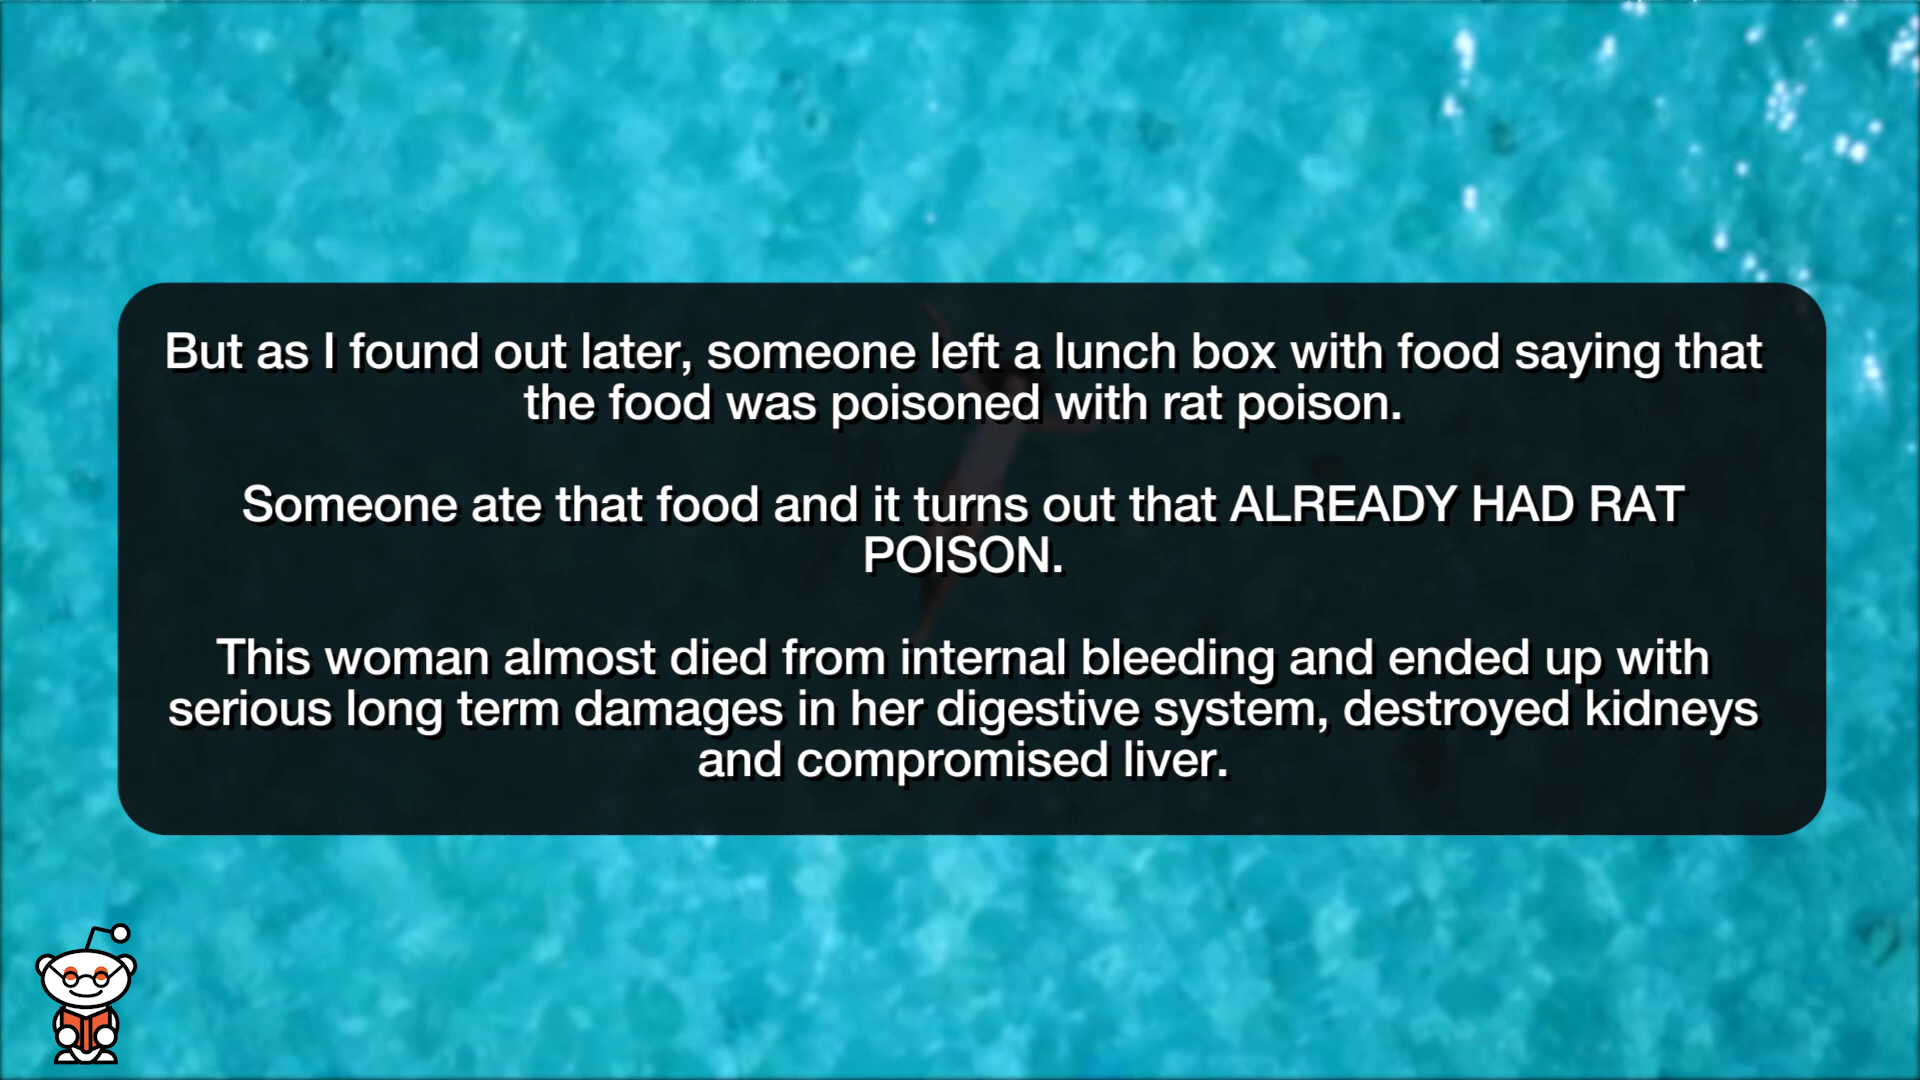 But as I found out later, someone left a lunch box with food saying that
the food was poisoned with rat poison.
Someone ate that food and it turns out that ALREADY HAD RAT
POISON.
This woman almost died from internal bleeding and ended up with
serious long term damages in her digestive system, destroyed kidneys
and compromised liver.